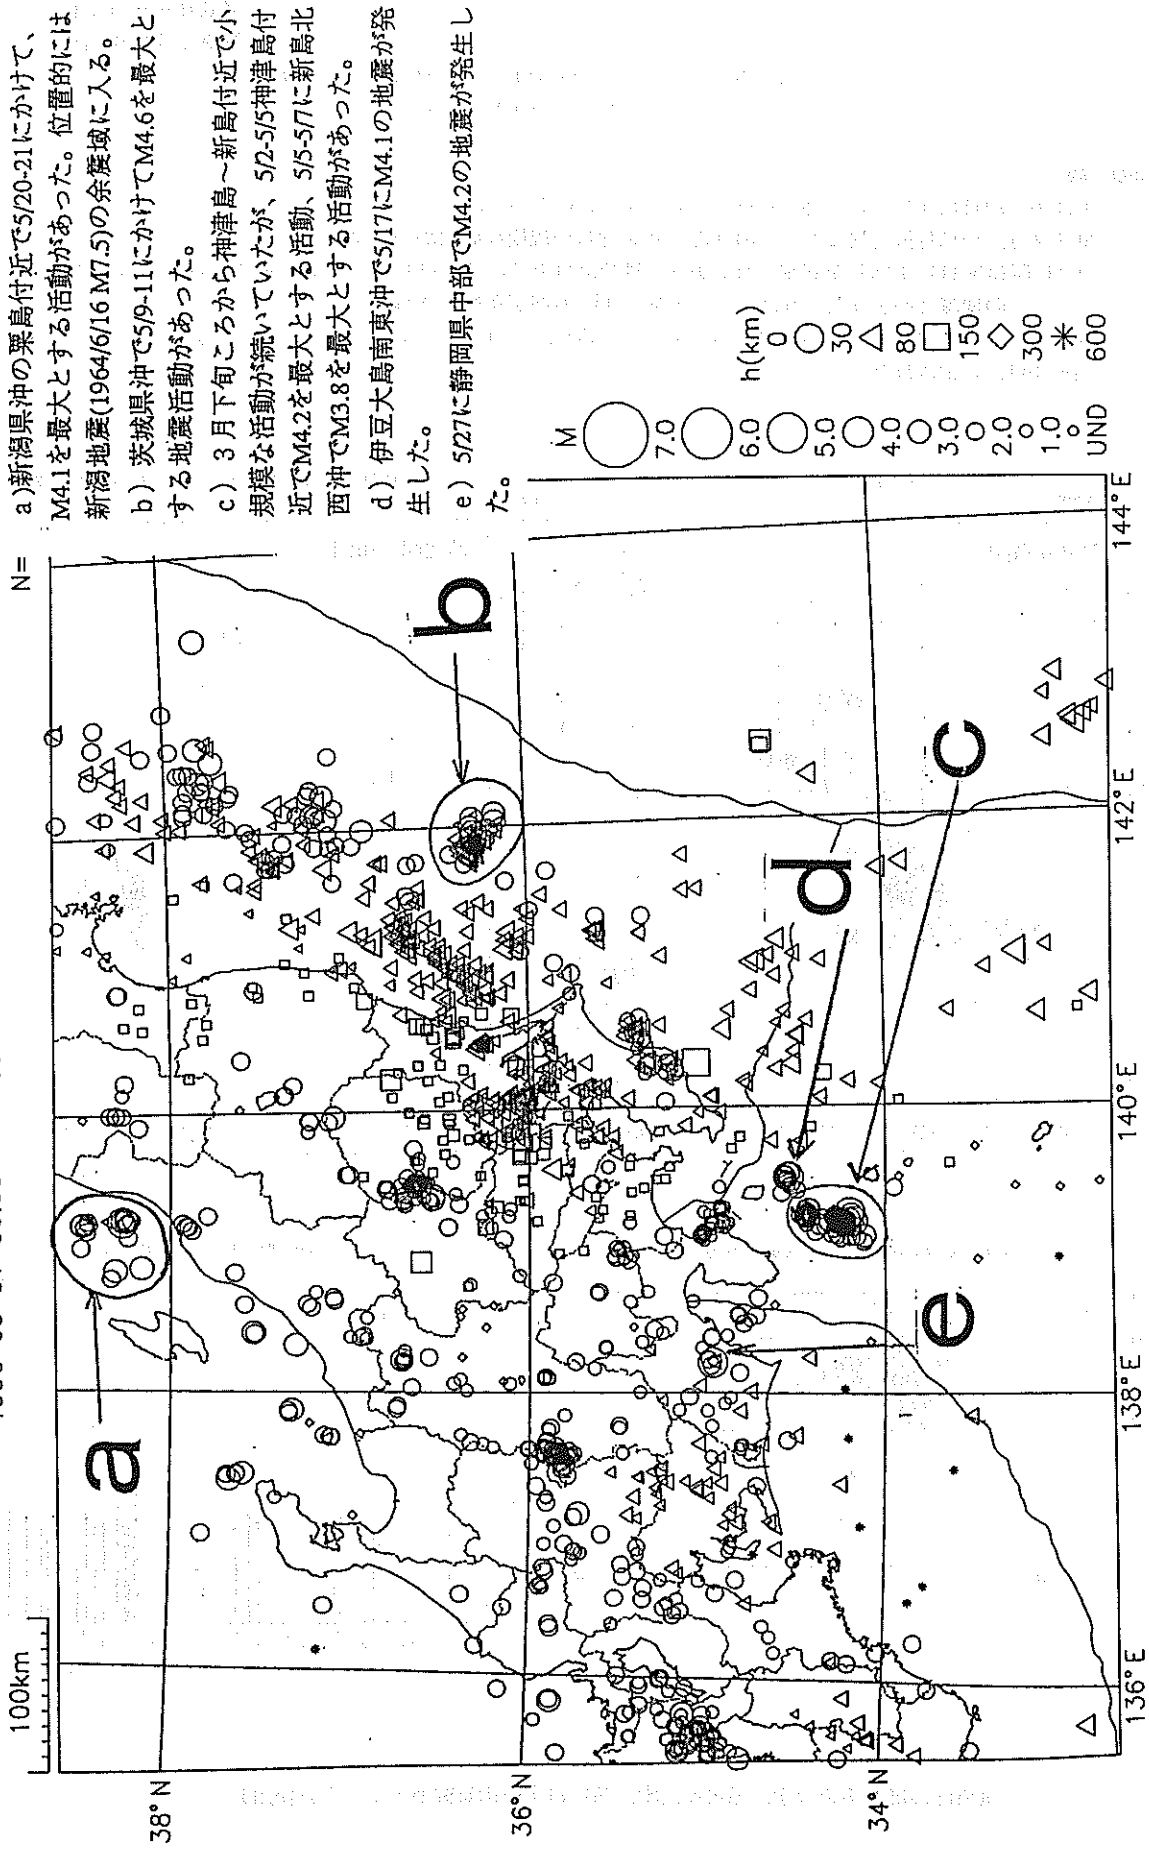 a)新潟県沖の粟島付近で5/20-21にかけて、
M4.1を最大とする活動があった。位置的には
新潟地震(1964/6/16 M7.5)の余震域に入る。
b) 茨城県沖で5/9-11にかけてM4.6を最大と
する地震活動があった。
c) 3月下旬ころから神津島～新島付近で小
規模な活動が続いていたが、5/2-5/5神津島付
近でM4.2を最大とする活動、5/5-5/7に新島北
西沖でM3.8を最大とする活動があった。
d) 伊豆大島南東沖で5/17にM4.1の地震が発
生した。
e) 5/27に静岡県中部でM4.2の地震が発生し
た。
N=
100km
a
b
c
d
e
38°N
36°N
34°N
136°E
138°E
140°E
142°E
144°E
M
7.0
6.0
5.0
4.0
3.0
2.0
1.0
UND
h(km)
0
30
80
150
300
600